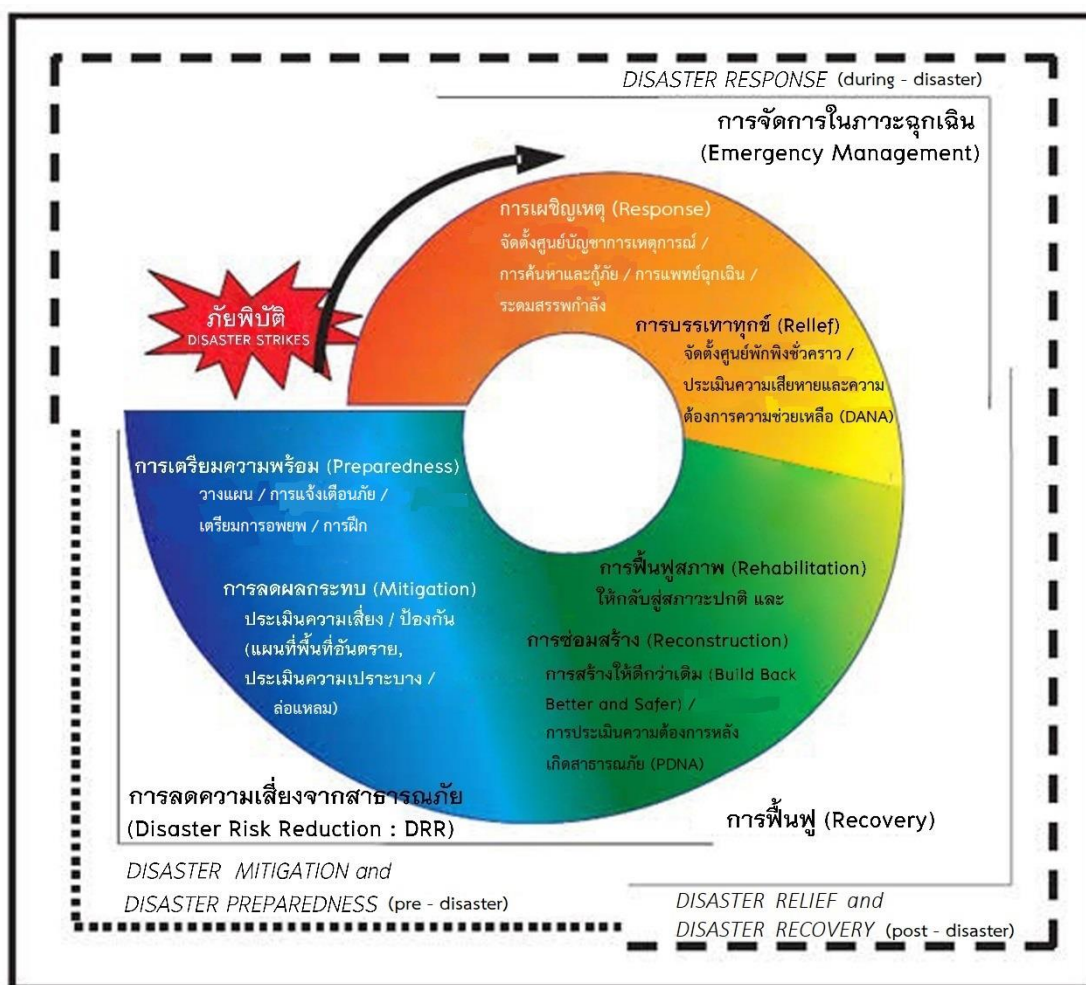 DISASTER RESPONSE (during - disaster)
การจัดการในภาวะฉุกเฉิน
(Emergency Management)
การเผชิญเหตุ (Response)
จัดตั้งศูนย์บัญชาการเหตุการณ์ /
การค้นหาและกู้ภัย / การแพทย์ฉุกเฉิน /
ระดมสรรพกำลัง
ภัยพิบัติ
DISASTER STRIKES
การบรรเทาทุกข์ (Rellef)
จัดตั้งศูนย์พักพิงชั่วคราว /
ประเมินความเสียหายและความ
ต้องการความช่วยเหลือ (DANA)
การเตรียมความพร้อม (Preparedness)
วางแผน / การแจ้งเตือนภัย /
เตรียมการอพยพ / การฝึก
การลดผลกระทบ (Mitigation)
ประเมินความเสี่ยง / ป้องกัน
(แผนที่พื้นที่อันตราย,
ประเมินความเปราะบาง /
ล่อแหลม)
การฟื้นฟูสภาพ (Rehabilitation)
ให้กลับสู่สภาวะปกติ และ
การซ่อมสร้าง (Reconstruction)
การสร้างให้ดีกว่าเดิม (Build Back
Better and Safer) /
การประเมินความต้องการหลัง
เกิดสาธารณภัย (PDNA)
การลดความเสี่ยงจากสาธารณภัย
(Disaster Risk Reduction : DRR)
การฟื้นฟู (Recovery)
DISASTER MITIGATION and
DISASTER PREPAREDNESS (pre - disaster)
DISASTER RELIEF and
DISASTER RECOVERY (post - disaster)